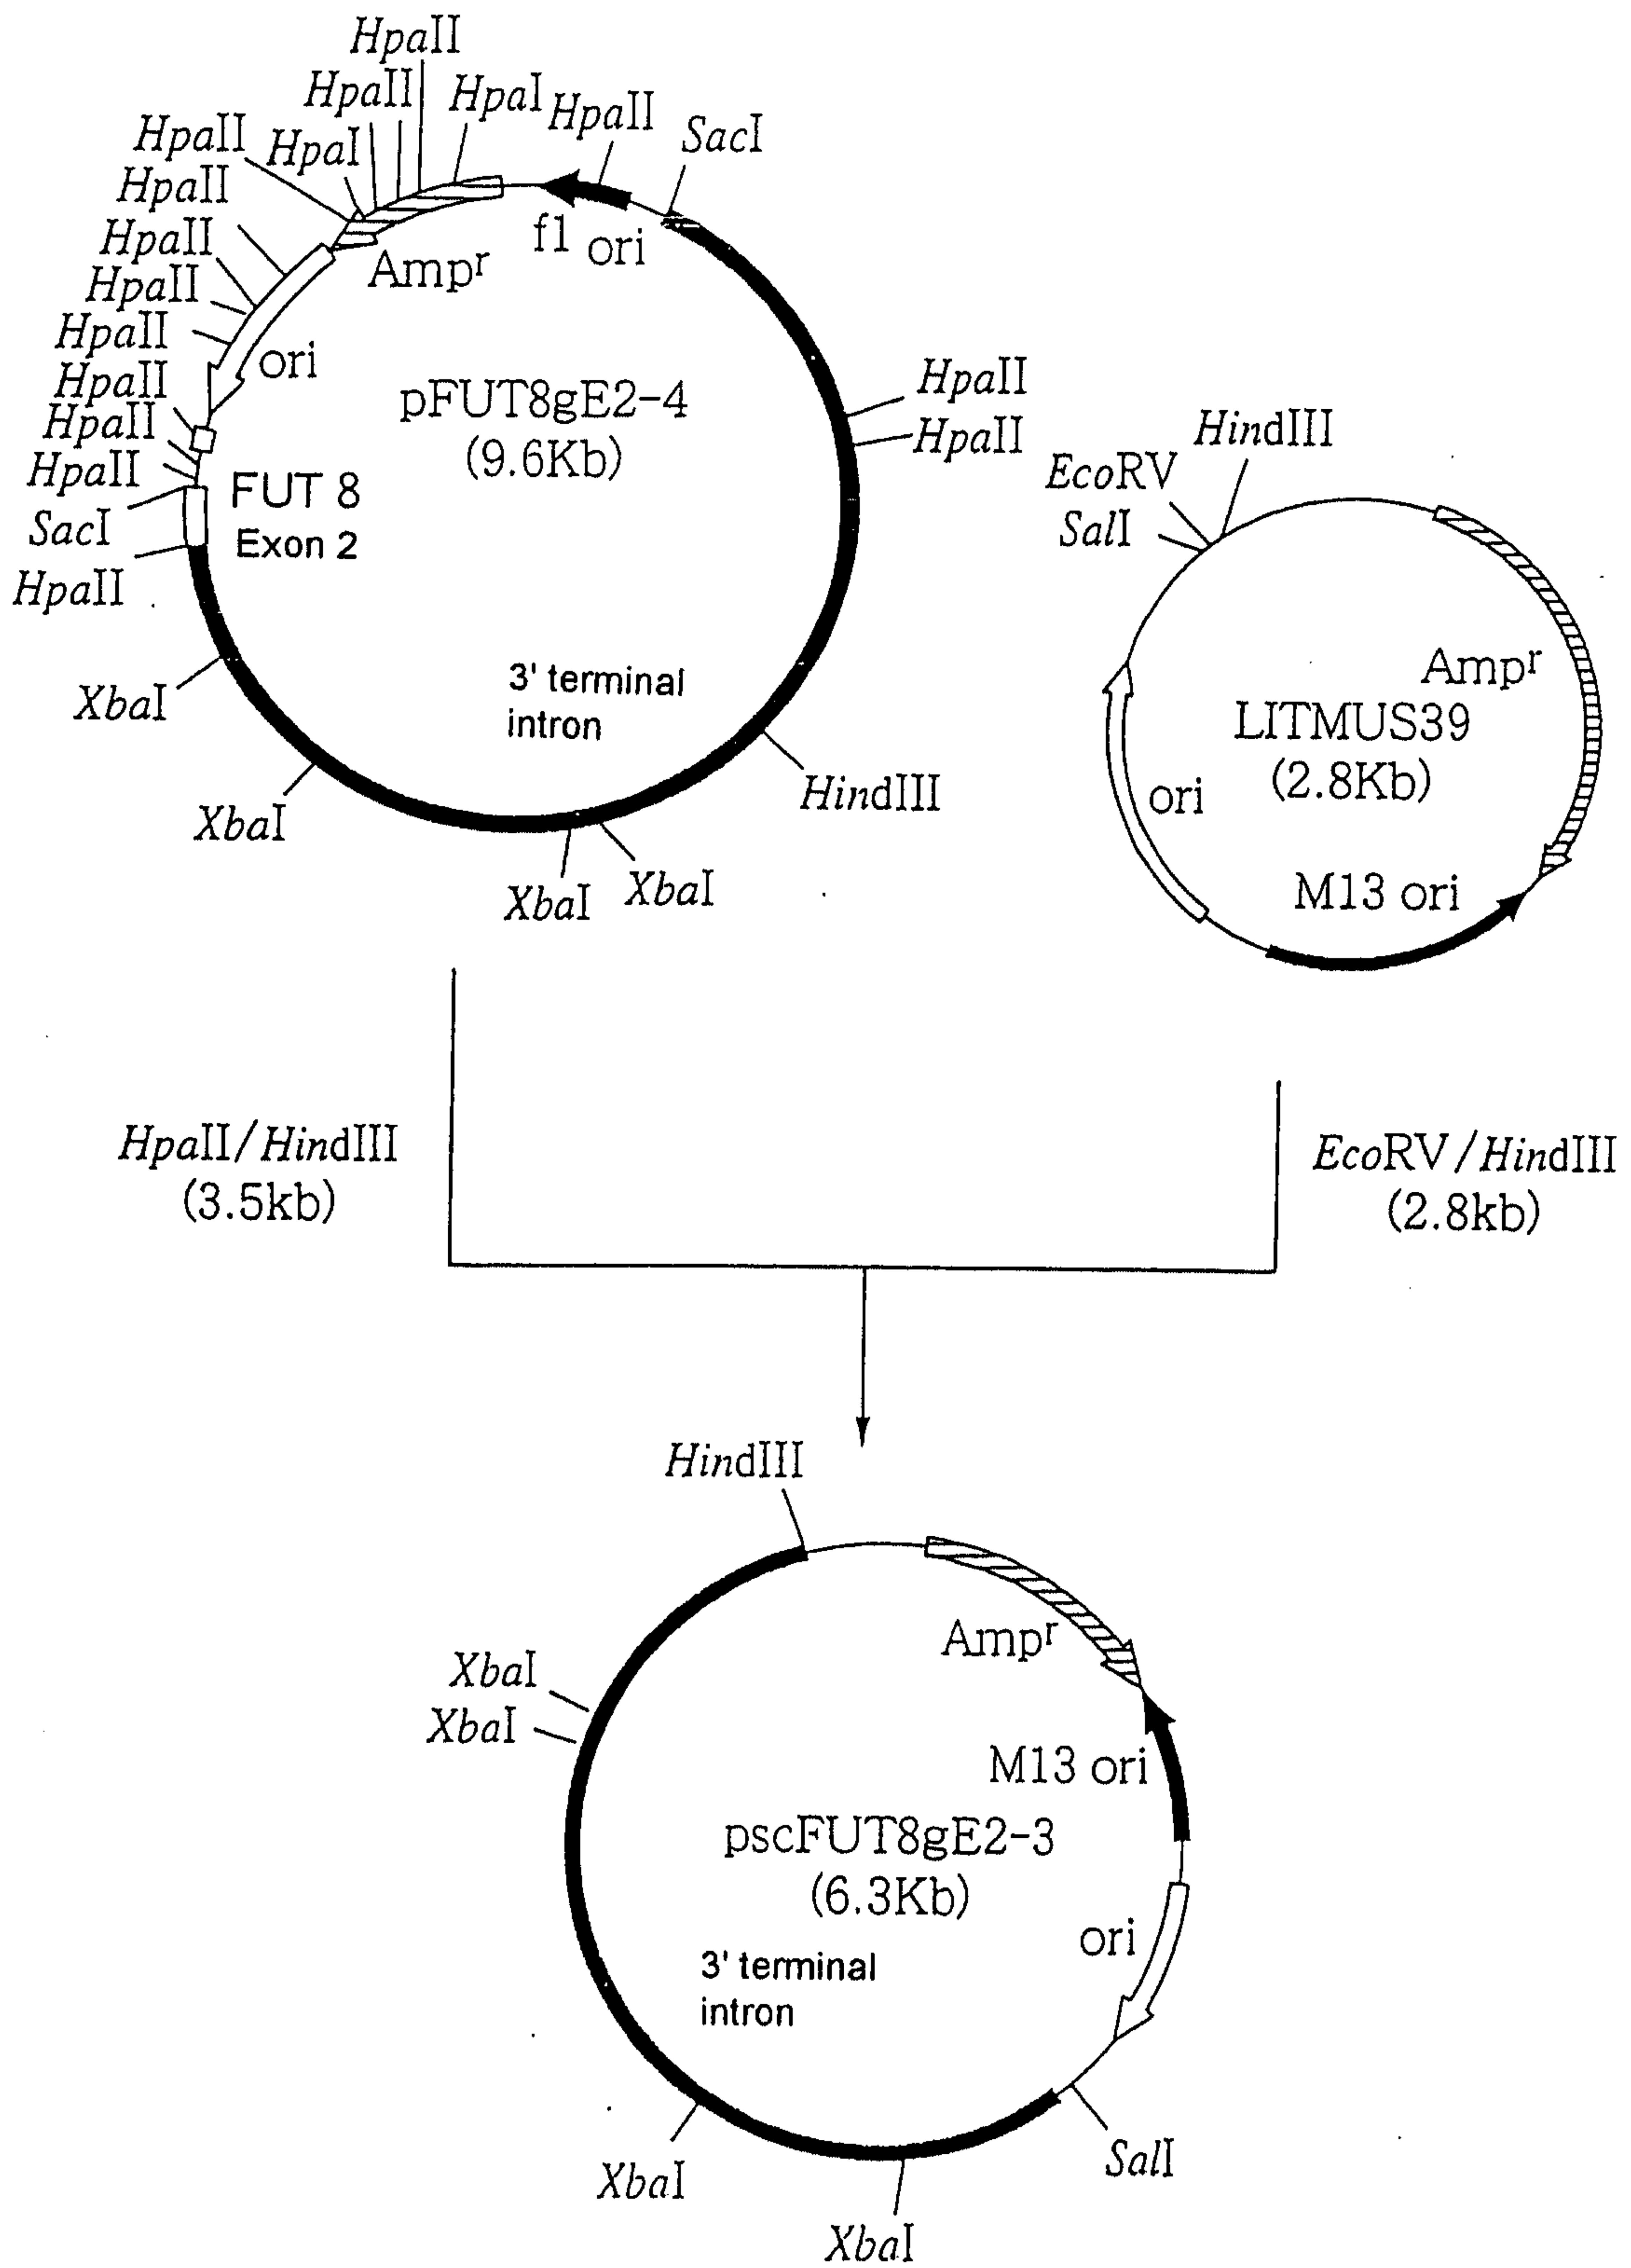 HpaII
HpaII
HpaI
HpaII
SacI
HpaII
HpaI
HpaII
HpaII
HpaII
HpaII
HpaII
HpaII
HpaII
SacI
HpaII
f1 ori
Ampr
ori
pFUT8gE2-4
(9.6Kb)
FUT 8
Exon 2
HpaII
HpaII
XbaI
3' terminal
intron
HindIII
XbaI
XbaI
XbaI
HindIII
EcoRV
SalI
Ampr
LITMUS39
(2.8Kb)
ori
M13 ori
HpaII/HindIII
(3.5kb)
EcoRV/HindIII
(2.8kb)
HindIII
Ampr
XbaI
XbaI
M13 ori
pscFUT8gE2-3
(6.3Kb)
ori
3' terminal
intron
SalI
XbaI
XbaI